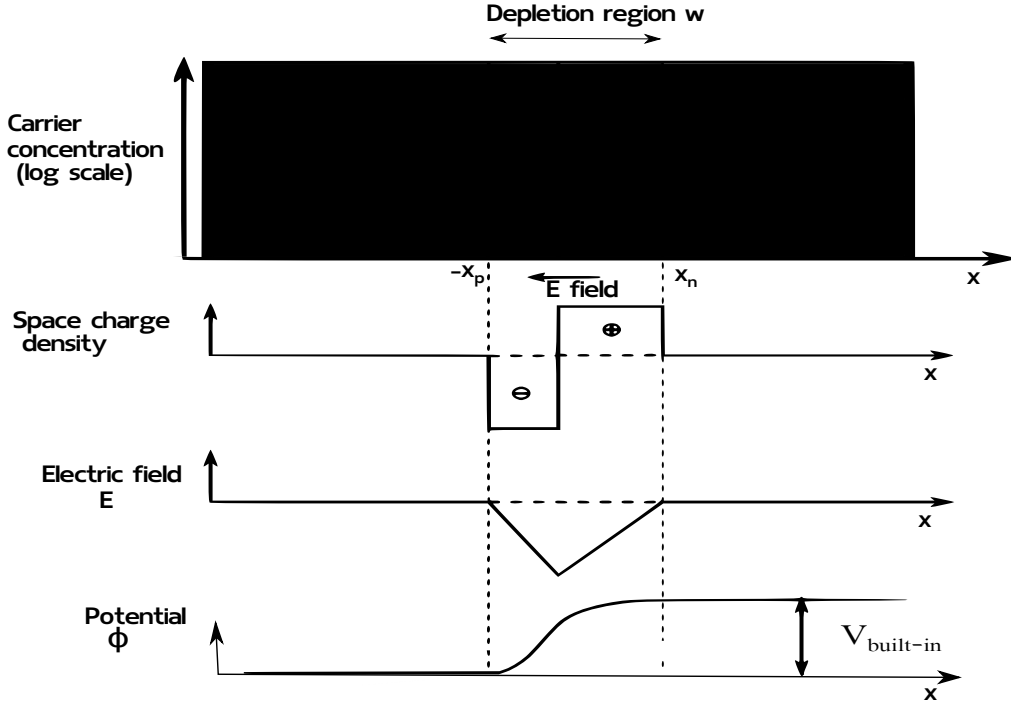 Depletion region w
Carrier
concentration
(log scale)
-xp
xn
x
E field
Space charge
density
⊕
x
⊖
Electric field
E
x
Potential
ϕ
Vbuilt-in
x